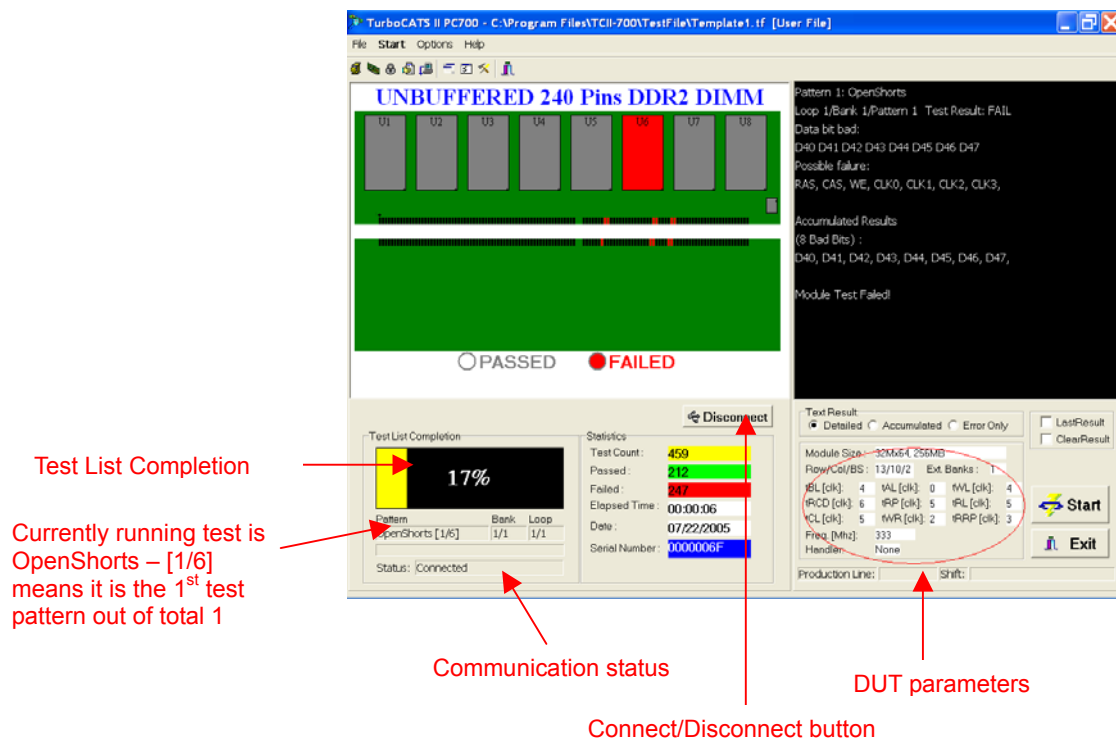 TurboCATS II PC700 - C:\Program Files\TCII-700\TestFile\Template1.tf [User File]
File Start Options Help
UNBUFFERED 240 Pins DDR2 DIMM
U1 U2 U3 U4 U5 U6 U7 U8
PASSED FAILED
Pattern 1: OpenShorts
Loop 1/Bank 1/Pattern 1 Test Result: FAIL
Data bit bad:
D40 D41 D42 D43 D44 D45 D46 D47
Possible failure:
RAS, CAS, WE, CLK0, CLK1, CLK2, CLK3,
Accumulated Results
(8 Bad Bits) :
D40, D41, D42, D43, D44, D45, D46, D47,
Module Test Failed!
Disconnect
Test List Completion
17%
Pattern Bank Loop
OpenShorts [1/6] 1/1 1/1
Status: Connected
Statistics
Test Count: 459
Passed: 212
Failed: 247
Elapsed Time: 00:00:06
Date: 07/22/2005
Serial Number: 0000006F
Text Result
Detailed Accumulated Error Only
LastResult
ClearResult
Module Size: 32Mx64, 256MB
Row/Col/BS: 13/10/2 Ext. Banks: 1
tBL [clk]: 4 tAL [clk]: 0 tWL [clk]: 4
tRCD [clk]: 6 tRP [clk]: 5 tRL [clk]: 5
tCL [clk]: 5 tWR [clk]: 2 tRRP [clk]: 3
Freq. [Mhz]: 333
Handler: None
Start
Exit
Production Line: Shift:
Test List Completion
Currently running test is
OpenShorts – [1/6]
means it is the 1st test
pattern out of total 1
Communication status
DUT parameters
Connect/Disconnect button